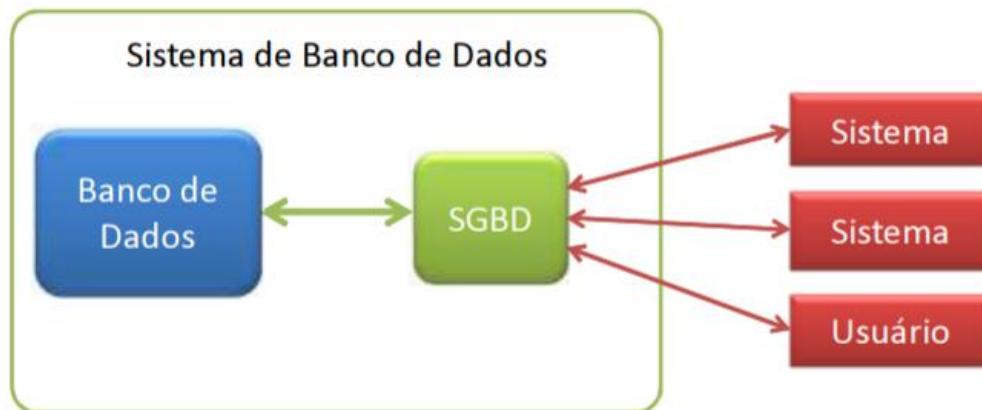 Sistema de Banco de Dados
Banco de
Dados
SGBD
Sistema
Sistema
Usuário